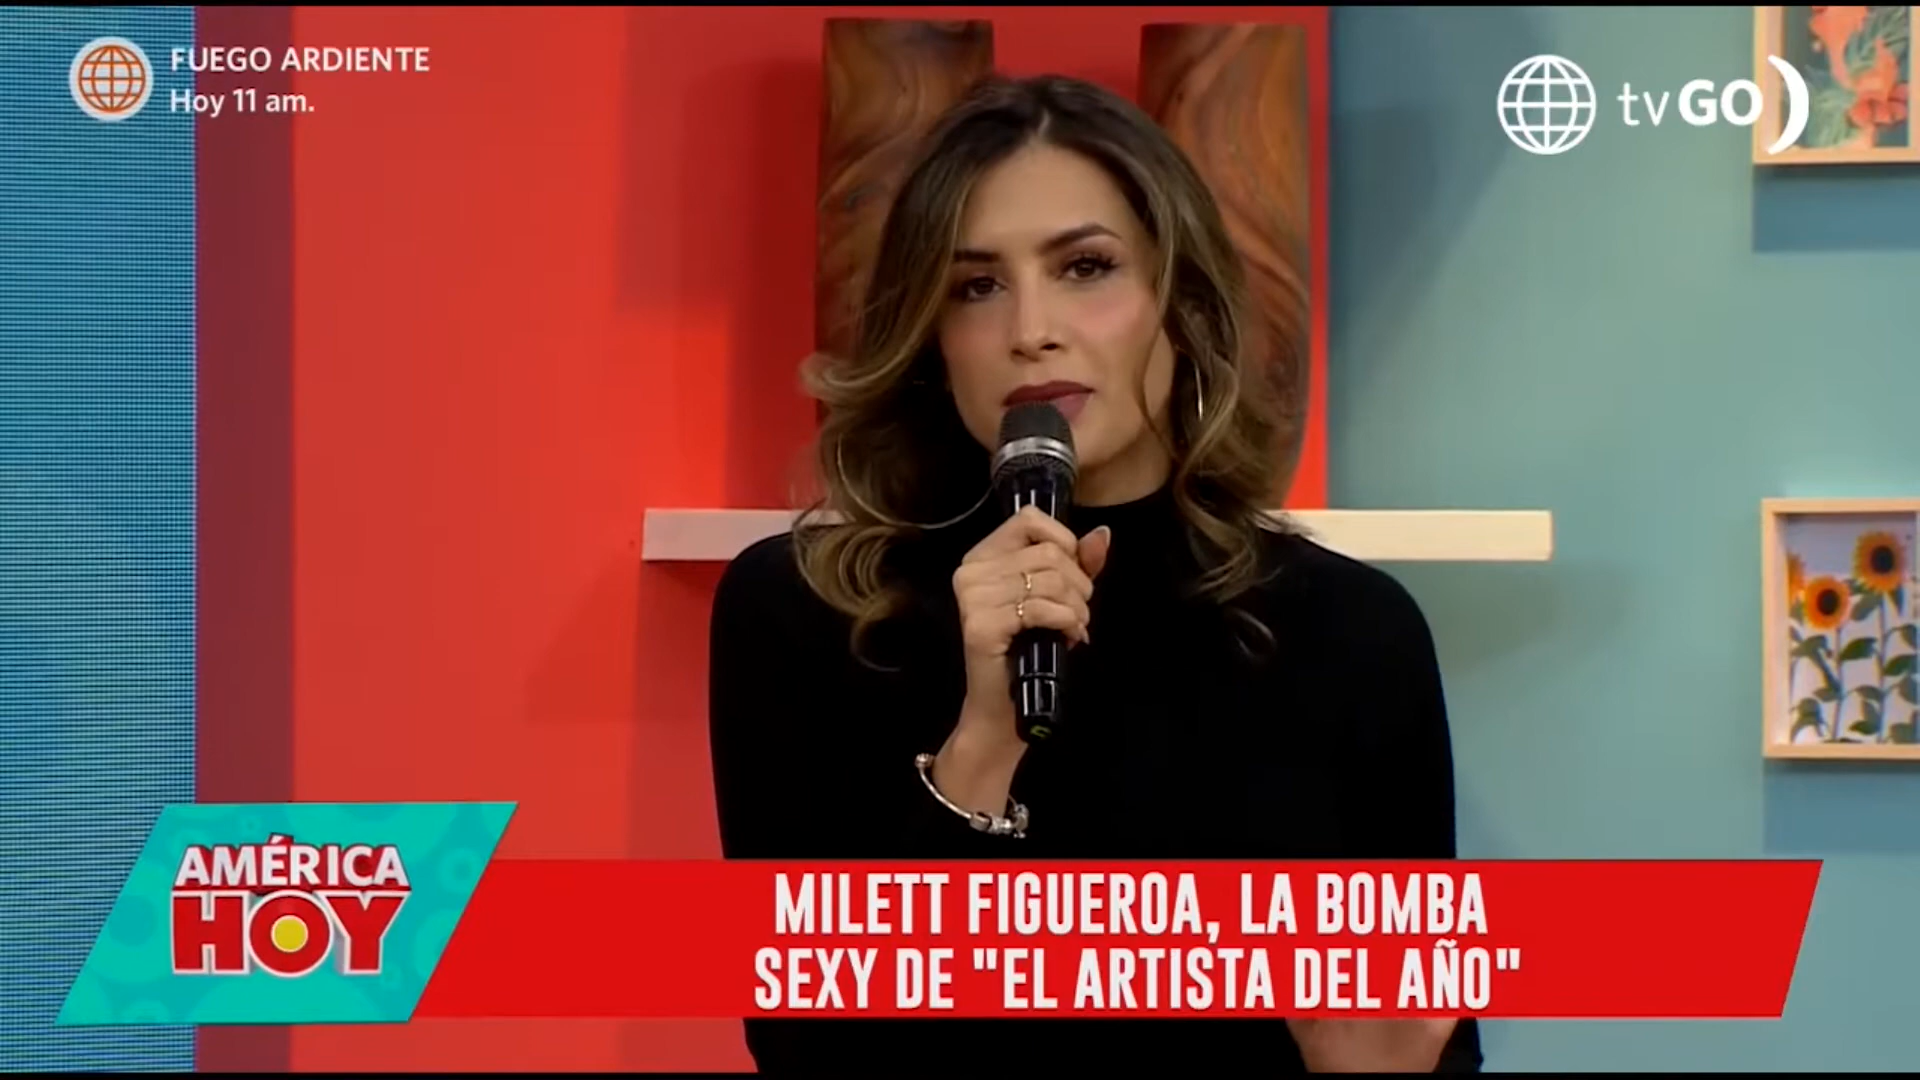 FUEGO ARDIENTE
Hoy 11 am.
tvGO
AMÉRICA
HOY
MILETT FIGUEROA, LA BOMBA
SEXY DE "EL ARTISTA DEL AÑO"